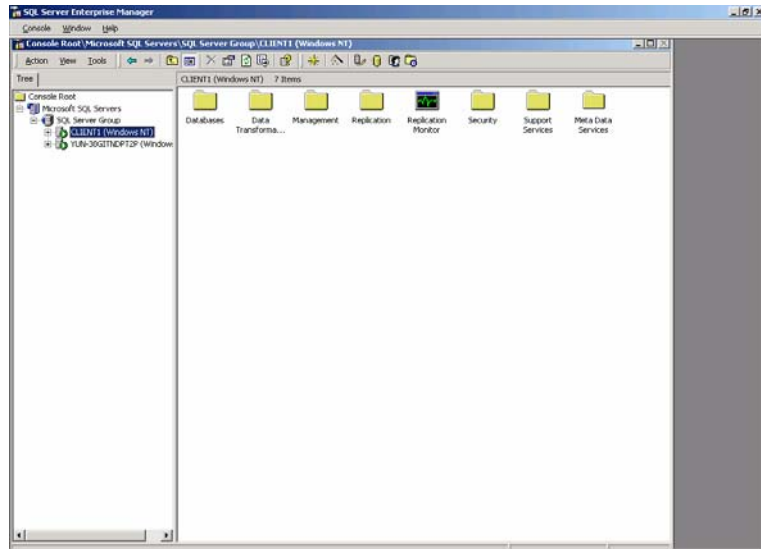 SQL Server Enterprise Manager
Console Window Help
Console Root\Microsoft SQL Servers\SQL Server Group\CLIENT1 (Windows NT)
Action View Tools
Tree
CLIENT1 (Windows NT) 7 Items
Console Root
Microsoft SQL Servers
SQL Server Group
CLIENT1 (Windows NT)
YUN-30GITNDPT2P (Window
Databases
Data Transforma...
Management
Replication
Replication Monitor
Security
Support Services
Meta Data Services